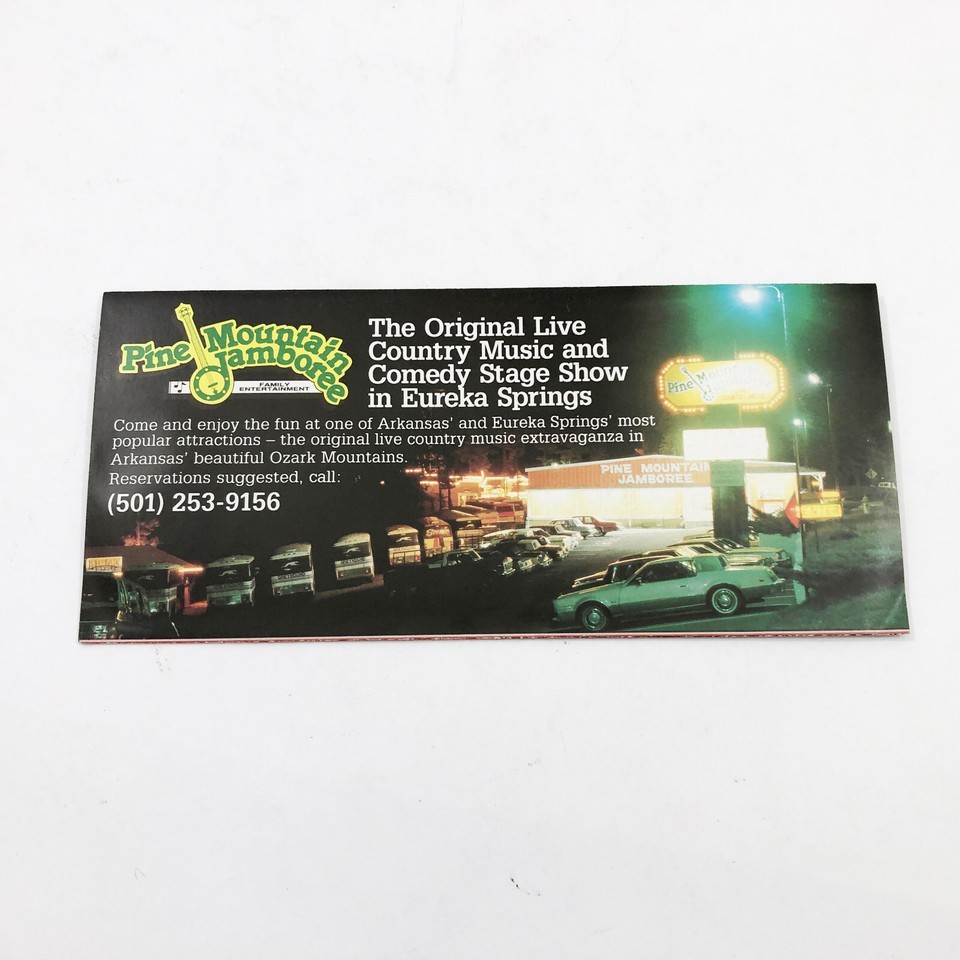 Pine Mountain
Jamboree
FAMILY
ENTERTAINMENT
The Original Live
Country Music and
Comedy Stage Show
in Eureka Springs
Come and enjoy the fun at one of Arkansas' and Eureka Springs' most
popular attractions – the original live country music extravaganza in
Arkansas' beautiful Ozark Mountains.
Reservations suggested, call:
(501) 253-9156
Pine Mountain
PINE MOUNTAIN
JAMBOREE